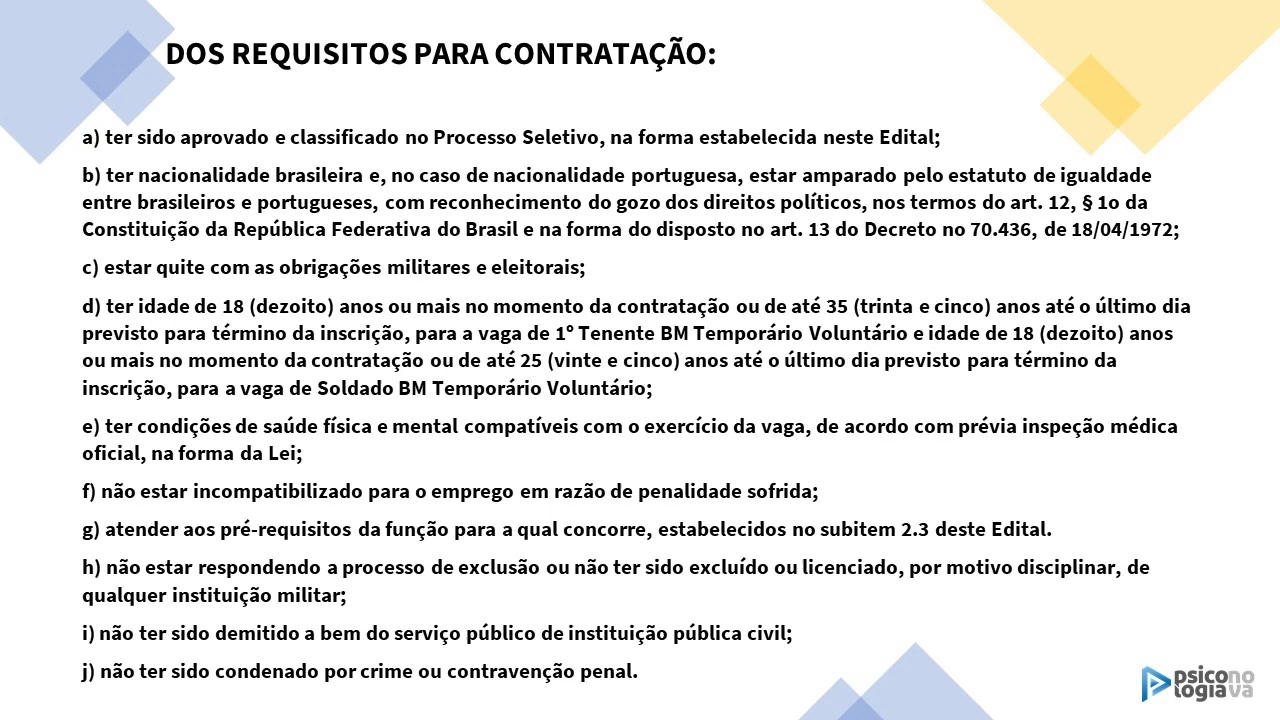 DOS REQUISITOS PARA CONTRATAÇÃO:
a) ter sido aprovado e classificado no Processo Seletivo, na forma estabelecida neste Edital;
b) ter nacionalidade brasileira e, no caso de nacionalidade portuguesa, estar amparado pelo estatuto de igualdade
entre brasileiros e portugueses, com reconhecimento do gozo dos direitos políticos, nos termos do art. 12, § 1o da
Constituição da República Federativa do Brasil e na forma do disposto no art. 13 do Decreto no 70.436, de 18/04/1972;
c) estar quite com as obrigações militares e eleitorais;
d) ter idade de 18 (dezoito) anos ou mais no momento da contratação ou de até 35 (trinta e cinco) anos até o último dia
previsto para término da inscrição, para a vaga de 1º Tenente BM Temporário Voluntário e idade de 18 (dezoito) anos
ou mais no momento da contratação ou de até 25 (vinte e cinco) anos até o último dia previsto para término da
inscrição, para a vaga de Soldado BM Temporário Voluntário;
e) ter condições de saúde física e mental compatíveis com o exercício da vaga, de acordo com prévia inspeção médica
oficial, na forma da Lei;
f) não estar incompatibilizado para o emprego em razão de penalidade sofrida;
g) atender aos pré-requisitos da função para a qual concorre, estabelecidos no subitem 2.3 deste Edital.
h) não estar respondendo a processo de exclusão ou não ter sido excluído ou licenciado, por motivo disciplinar, de
qualquer instituição militar;
i) não ter sido demitido a bem do serviço público de instituição pública civil;
j) não ter sido condenado por crime ou contravenção penal.
psicono
logiava